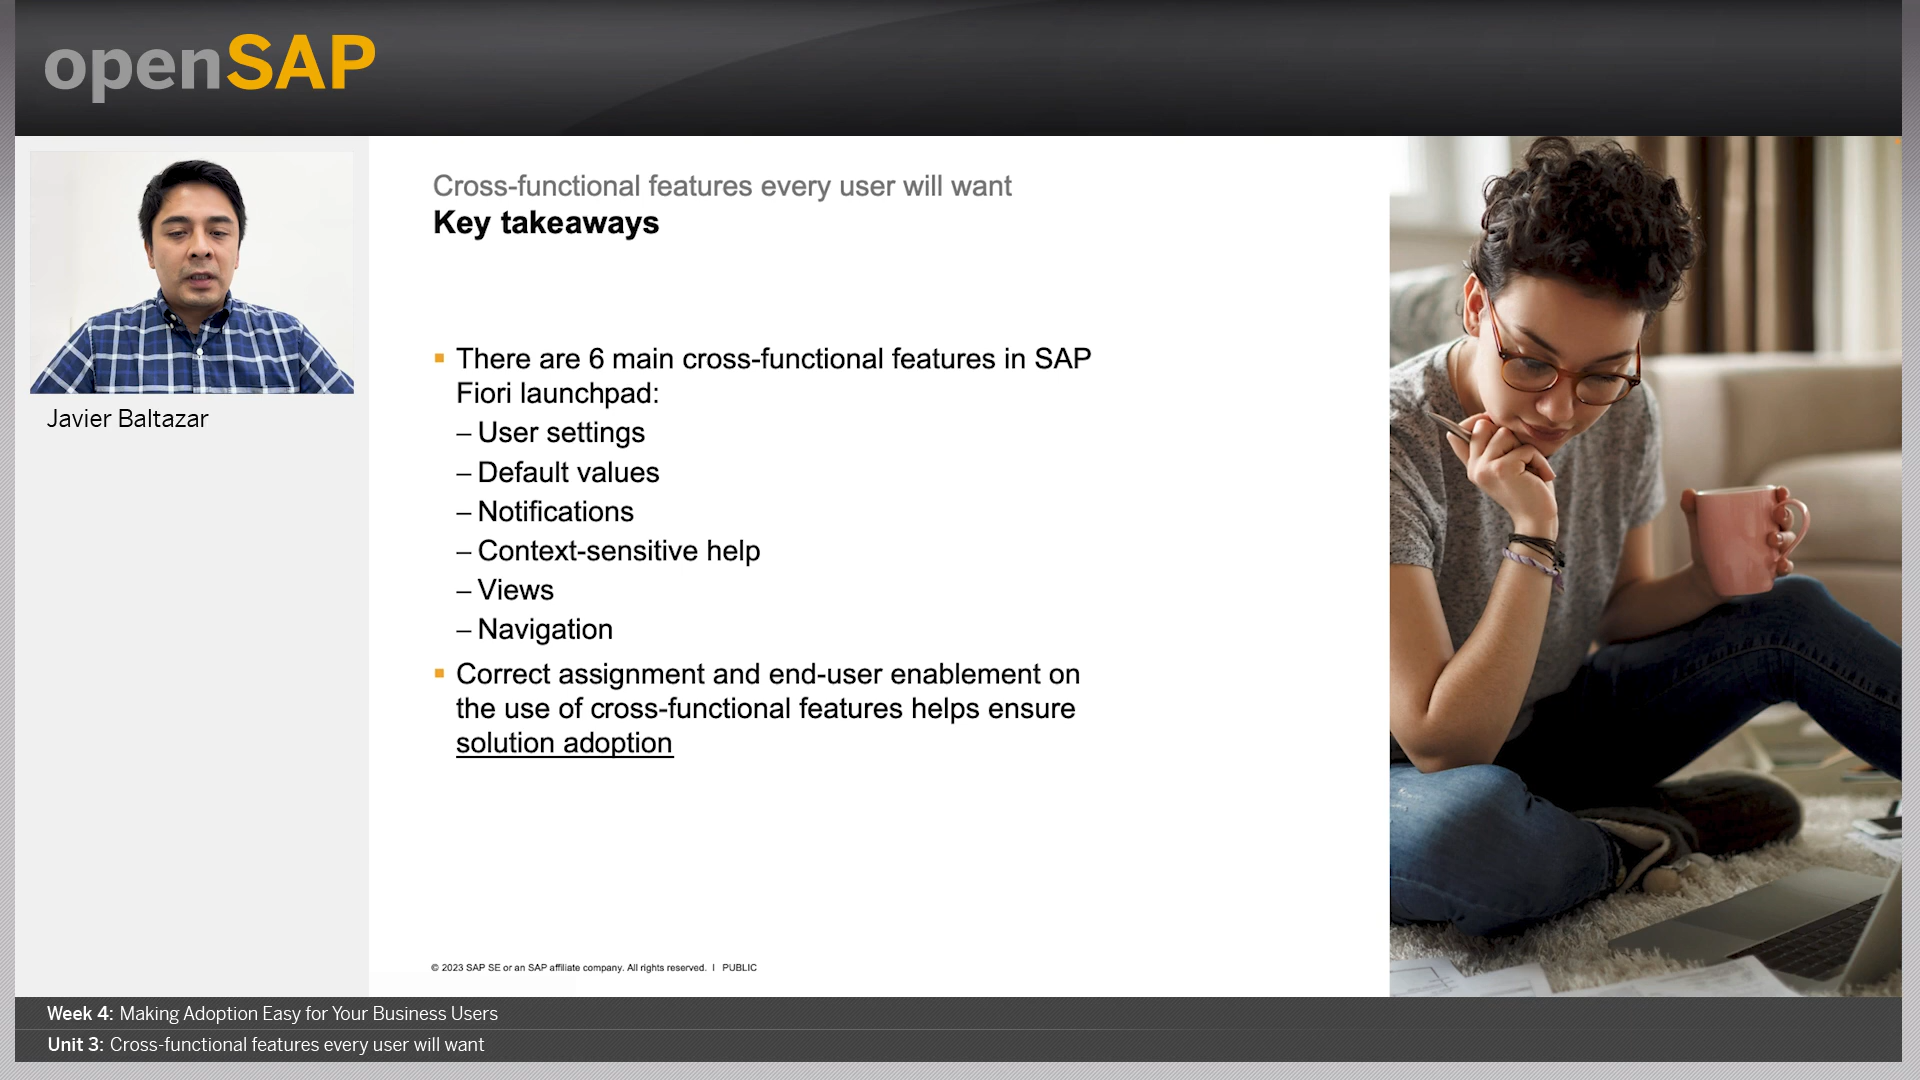 openSAP
Javier Baltazar
Cross-functional features every user will want
Key takeaways
▪ There are 6 main cross-functional features in SAP
Fiori launchpad:
– User settings
– Default values
– Notifications
– Context-sensitive help
– Views
– Navigation
▪ Correct assignment and end-user enablement on
the use of cross-functional features helps ensure
solution adoption
© 2023 SAP SE or an SAP affiliate company. All rights reserved. I PUBLIC
Week 4: Making Adoption Easy for Your Business Users
Unit 3: Cross-functional features every user will want